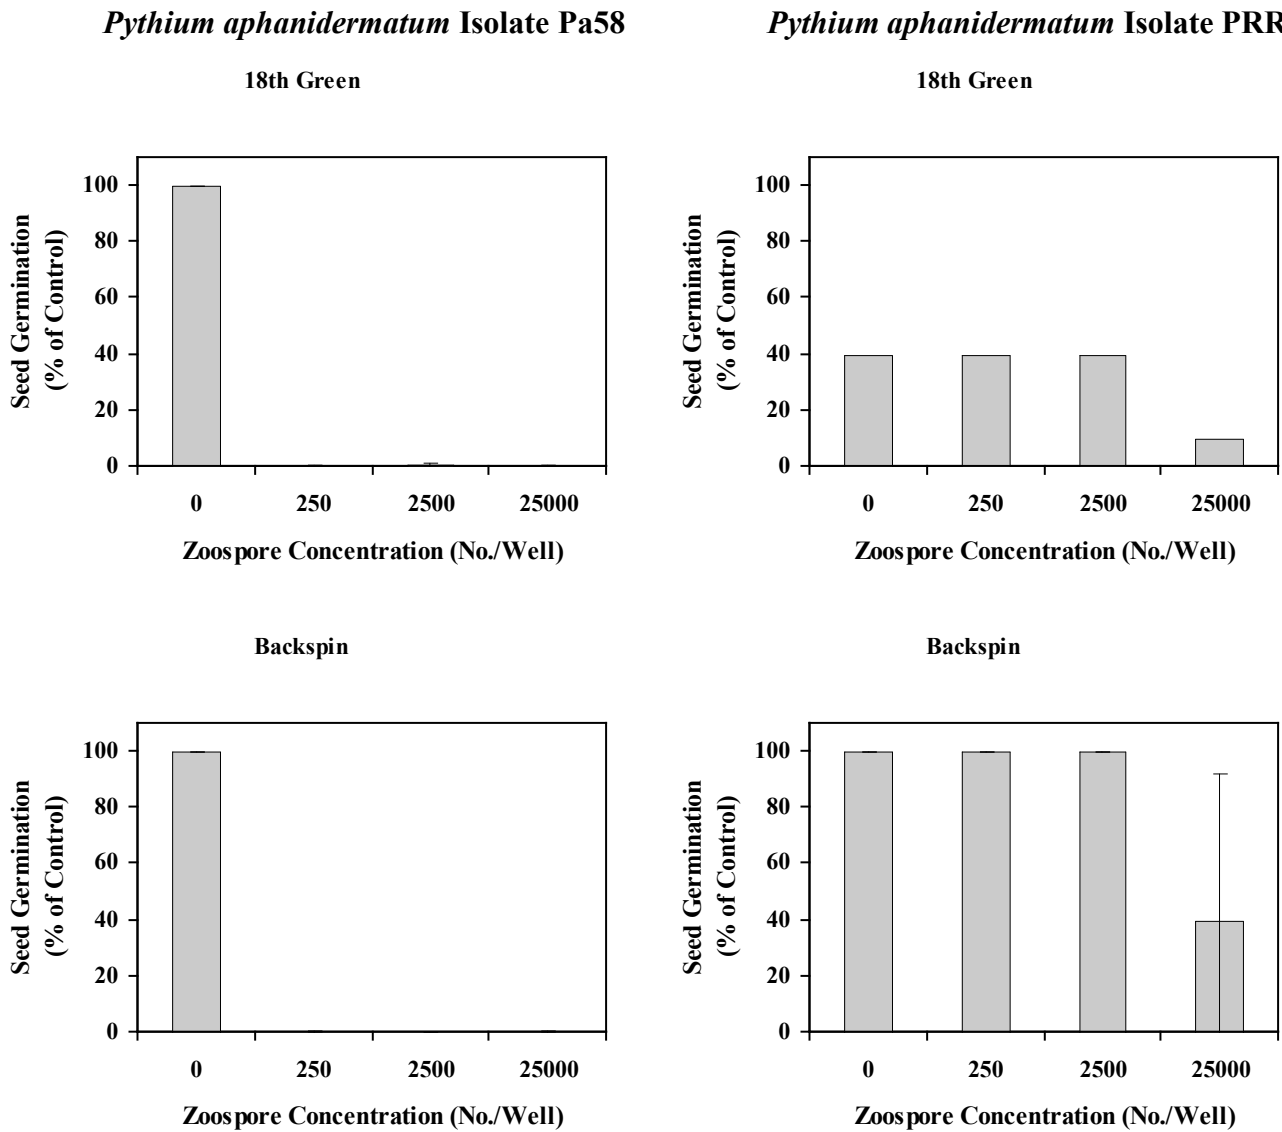 Pythium aphanidermatum Isolate Pa58
18th Green
Seed Germination
(% of Control)
100
80
60
40
20
0
0 250 2500 25000
Zoospore Concentration (No./Well)
Pythium aphanidermatum Isolate PRR
18th Green
Seed Germination
(% of Control)
100
80
60
40
20
0
0 250 2500 25000
Zoospore Concentration (No./Well)
Backspin
Seed Germination
(% of Control)
100
80
60
40
20
0
0 250 2500 25000
Zoospore Concentration (No./Well)
Backspin
Seed Germination
(% of Control)
100
80
60
40
20
0
0 250 2500 25000
Zoospore Concentration (No./Well)